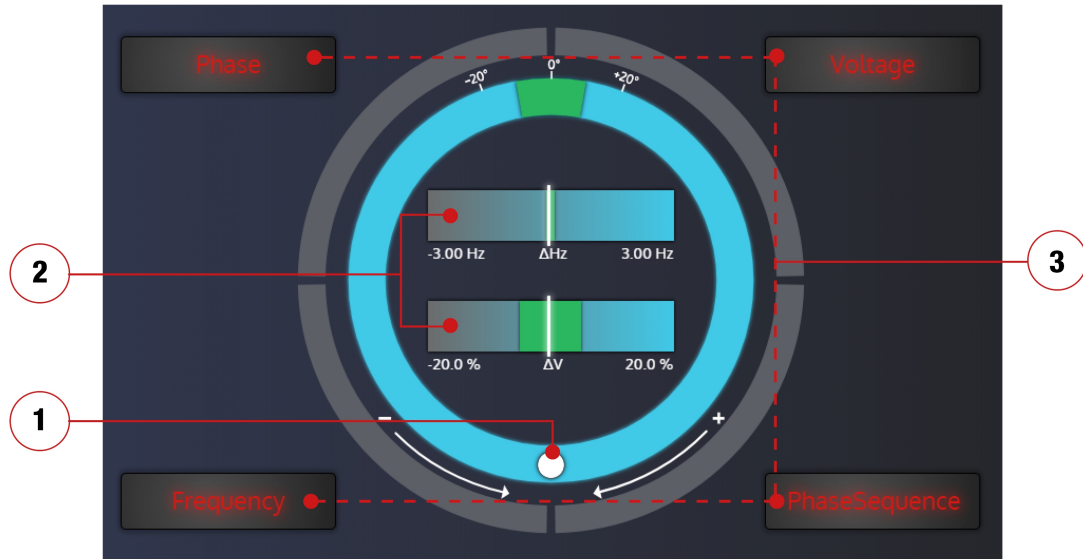 Phase
Voltage
-20°
0°
+20°
-3.00 Hz ΔHz 3.00 Hz
2
3
-20.0 % ΔV 20.0 %
1
− +
Frequency
PhaseSequence